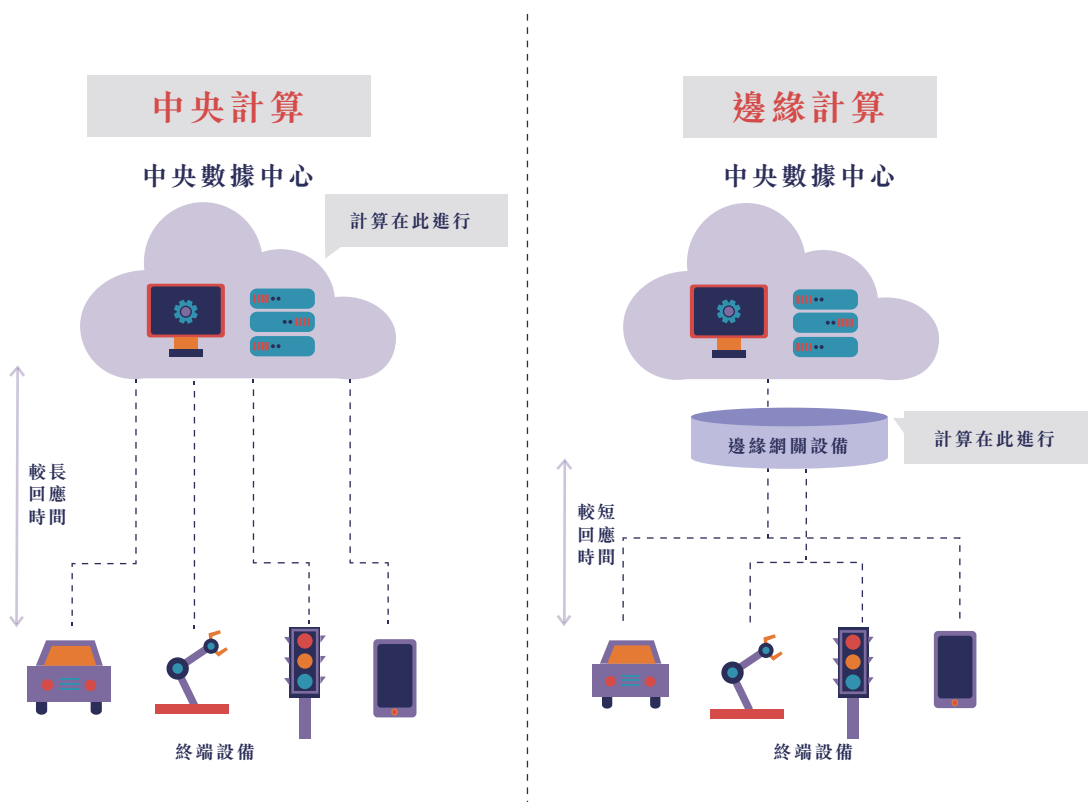 中央計算
中央數據中心
計算在此進行
較長
回應
時間
終端設備
邊緣計算
中央數據中心
邊緣網關設備
計算在此進行
較短
回應
時間
終端設備